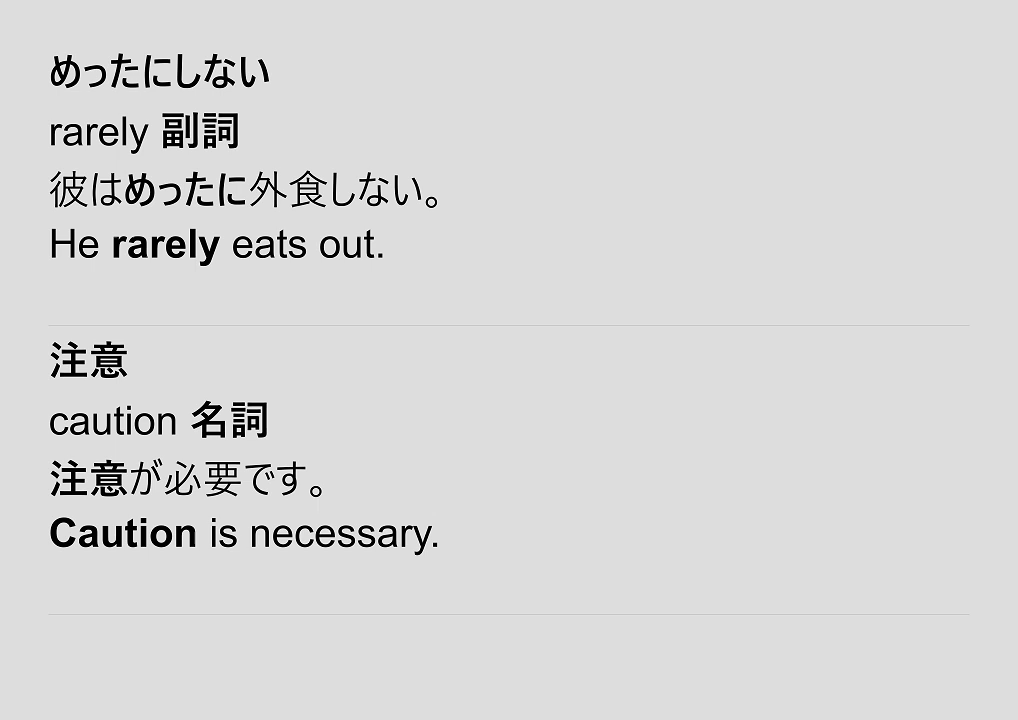 めったにしない
rarely 副詞
彼はめったに外食しない。
He rarely eats out.
注意
caution 名詞
注意が必要です。
Caution is necessary.